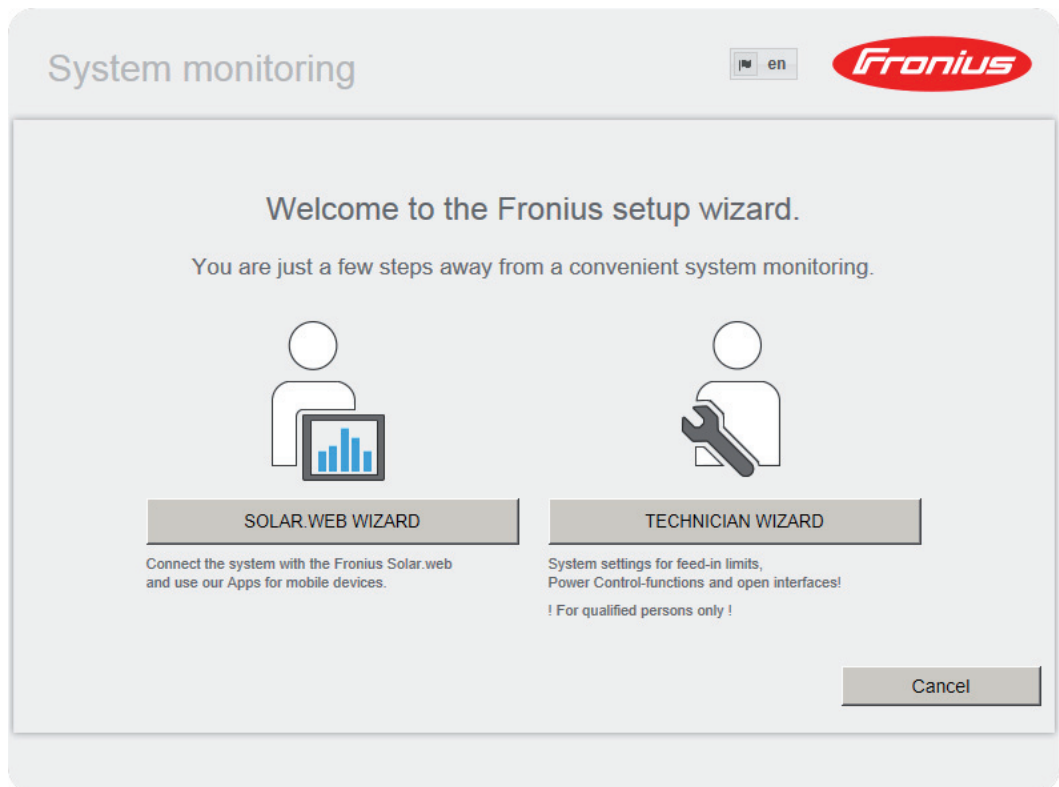 System monitoring
en
Fronius
Welcome to the Fronius setup wizard.
You are just a few steps away from a convenient system monitoring.
SOLAR.WEB WIZARD
Connect the system with the Fronius Solar.web
and use our Apps for mobile devices.
TECHNICIAN WIZARD
System settings for feed-in limits,
Power Control-functions and open interfaces!
! For qualified persons only !
Cancel